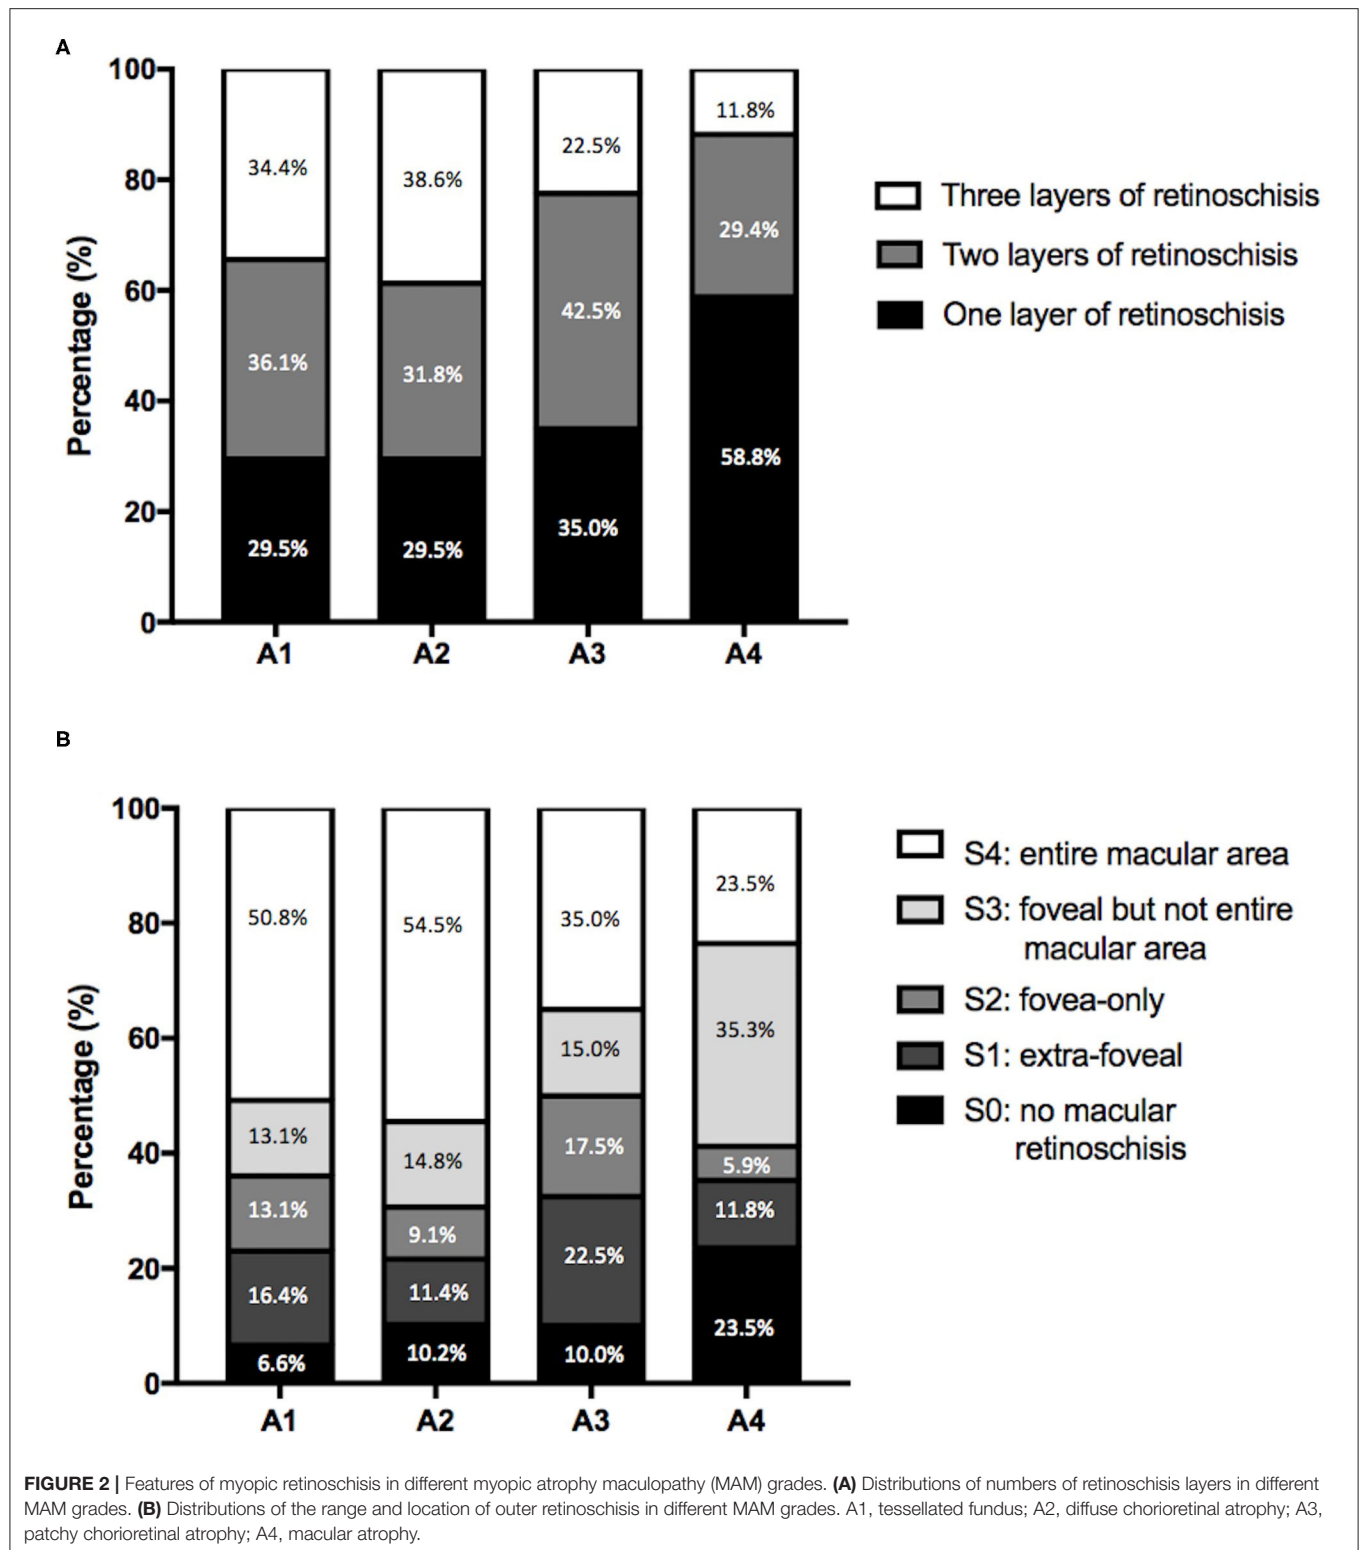 A
100
80
60
40
20
0
Percentage (%)
34.4%
38.6%
22.5%
11.8%
36.1%
31.8%
42.5%
29.4%
29.5%
29.5%
35.0%
58.8%
A1
A2
A3
A4
Three layers of retinoschisis
Two layers of retinoschisis
One layer of retinoschisis
B
100
80
60
40
20
0
Percentage (%)
50.8%
54.5%
35.0%
23.5%
13.1%
14.8%
15.0%
35.3%
13.1%
9.1%
17.5%
5.9%
16.4%
11.4%
22.5%
11.8%
6.6%
10.2%
10.0%
23.5%
A1
A2
A3
A4
S4: entire macular area
S3: foveal but not entire
macular area
S2: fovea-only
S1: extra-foveal
S0: no macular
retinoschisis
FIGURE 2 | Features of myopic retinoschisis in different myopic atrophy maculopathy (MAM) grades. (A) Distributions of numbers of retinoschisis layers in different
MAM grades. (B) Distributions of the range and location of outer retinoschisis in different MAM grades. A1, tessellated fundus; A2, diffuse chorioretinal atrophy; A3,
patchy chorioretinal atrophy; A4, macular atrophy.